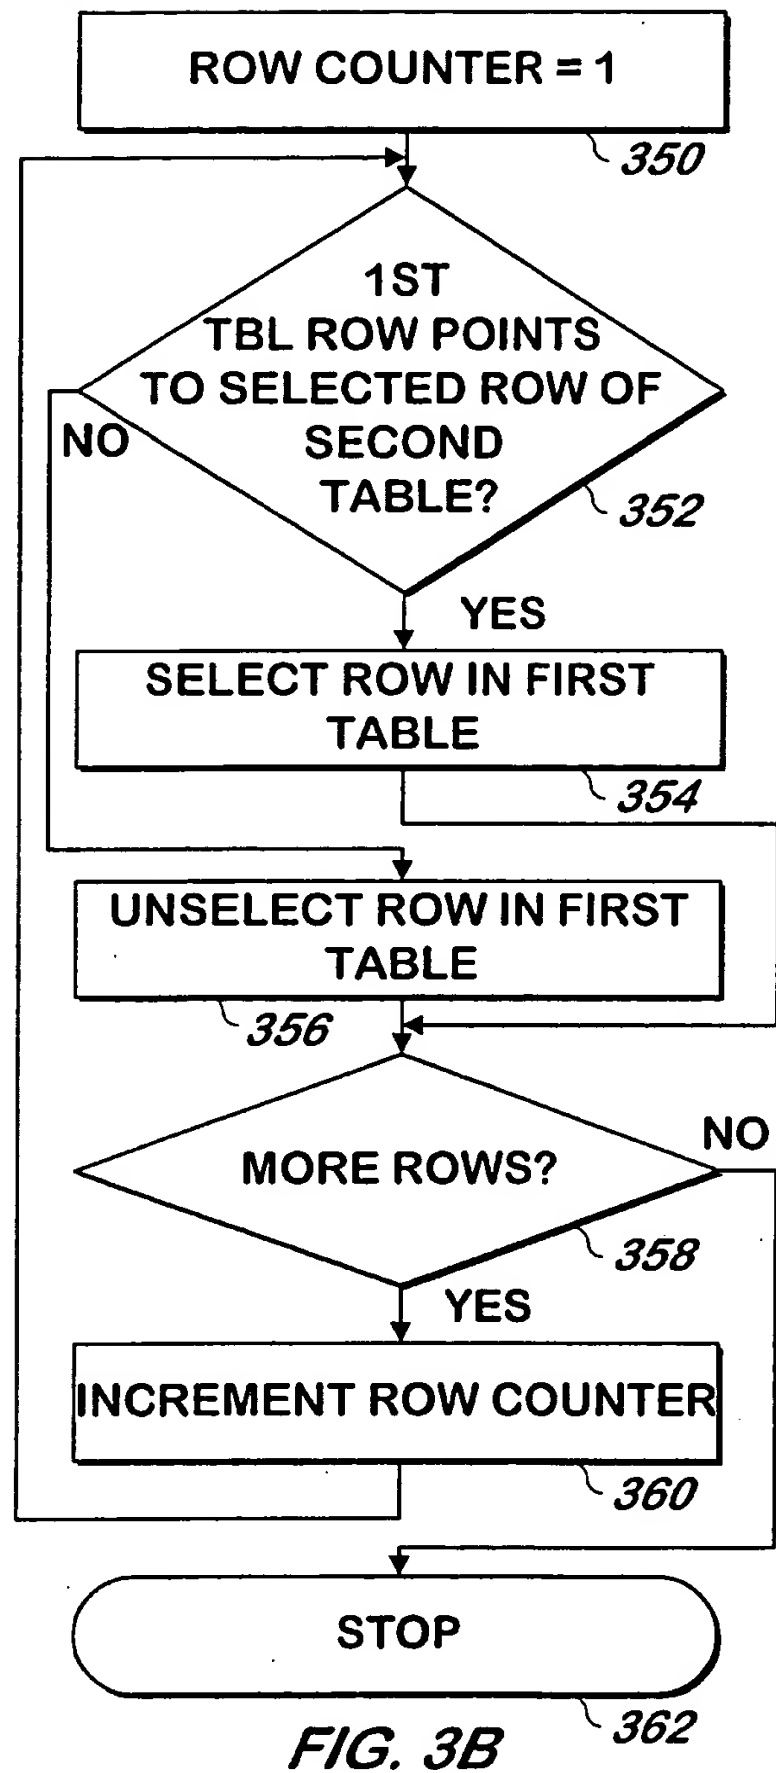 ROW COUNTER = 1
350
1ST
TBL ROW POINTS
TO SELECTED ROW OF
SECOND
TABLE?
NO
352
YES
SELECT ROW IN FIRST
TABLE
354
UNSELECT ROW IN FIRST
TABLE
356
MORE ROWS?
NO
358
YES
INCREMENT ROW COUNTER
360
STOP
362
FIG. 3B